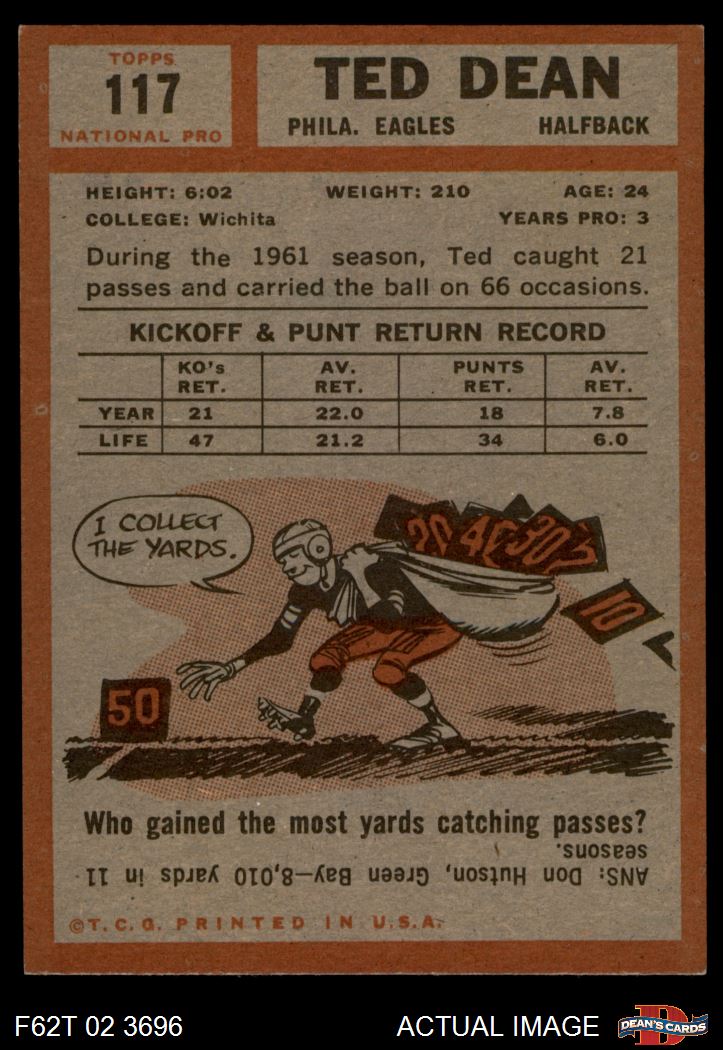 TOPPS
117
NATIONAL PRO
TED DEAN
PHILA. EAGLES HALFBACK
HEIGHT: 6:02 WEIGHT: 210 AGE: 24
COLLEGE: Wichita YEARS PRO: 3
During the 1961 season, Ted caught 21
passes and carried the ball on 66 occasions.
KICKOFF & PUNT RETURN RECORD
KO's AV. PUNTS AV.
RET. RET. RET. RET.
YEAR 21 22.0 18 7.8
LIFE 47 21.2 34 6.0
I COLLECT
THE YARDS.
20 40 30
10
50
Who gained the most yards catching passes?
ANS: Don Hutson, Green Bay—8,010 yards in 11
seasons.
©T.C.G. PRINTED IN U.S.A.
F62T 02 3696 ACTUAL IMAGE DEAN'S CARDS